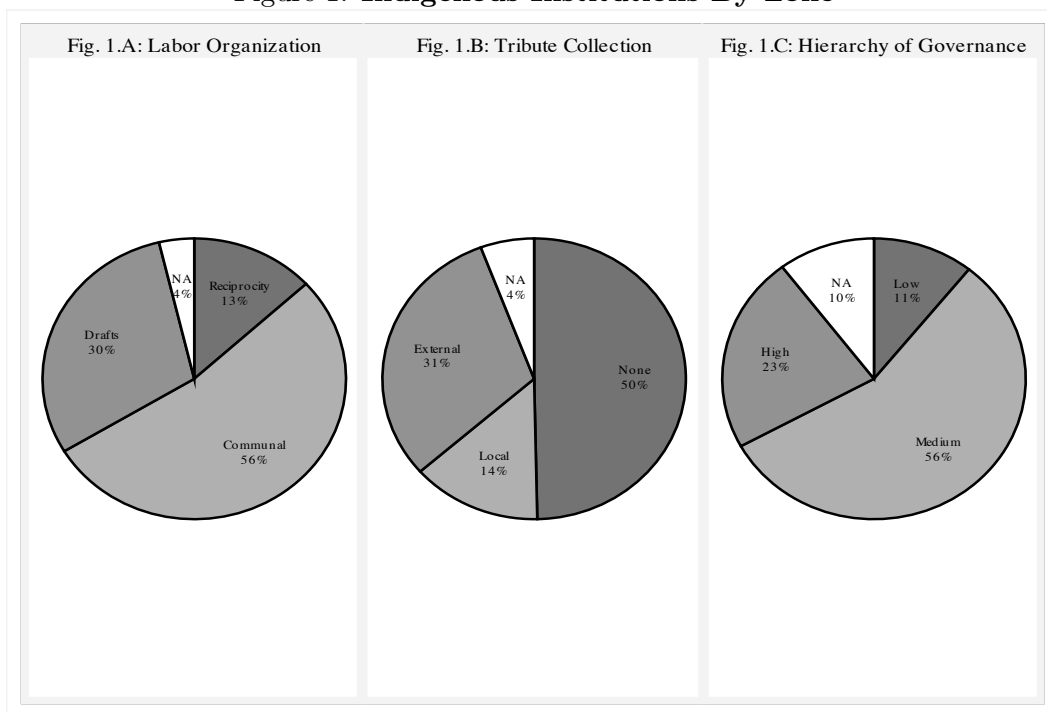 Fig. 1.A: Labor Organization
Fig. 1.B: Tribute Collection
Fig. 1.C: Hierarchy of Governance
NA
4%
Reciprocity
13%
Drafts
30%
Communal
56%
NA
4%
External
31%
None
50%
Local
14%
NA
10%
Low
11%
High
23%
Medium
56%